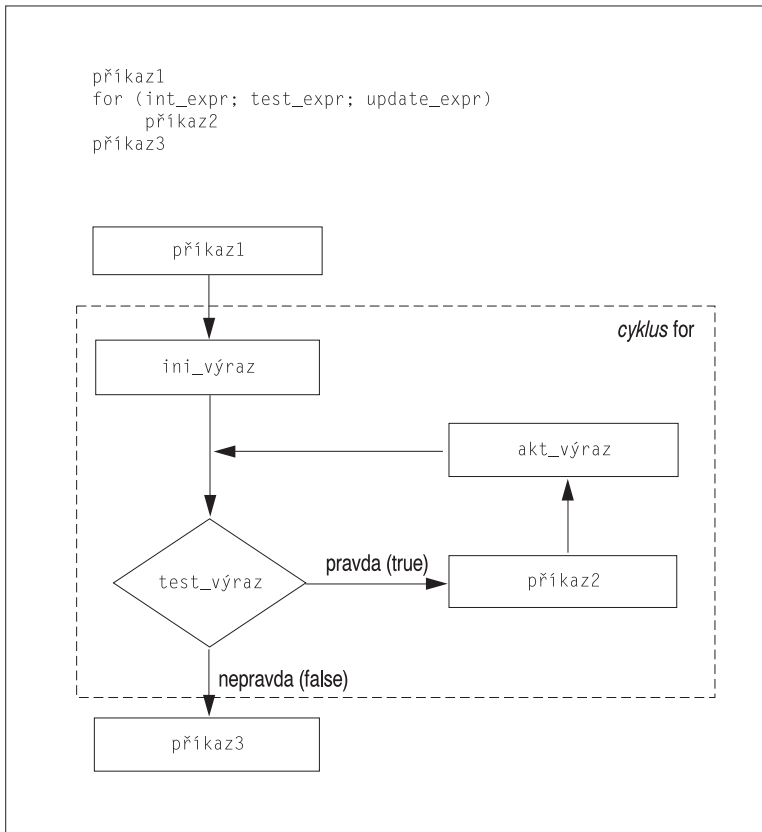 příkaz1
for (int_expr; test_expr; update_expr)
     příkaz2
příkaz3
příkaz1
cyklus for
ini_výraz
akt_výraz
pravda (true)
test_výraz
příkaz2
nepravda (false)
příkaz3